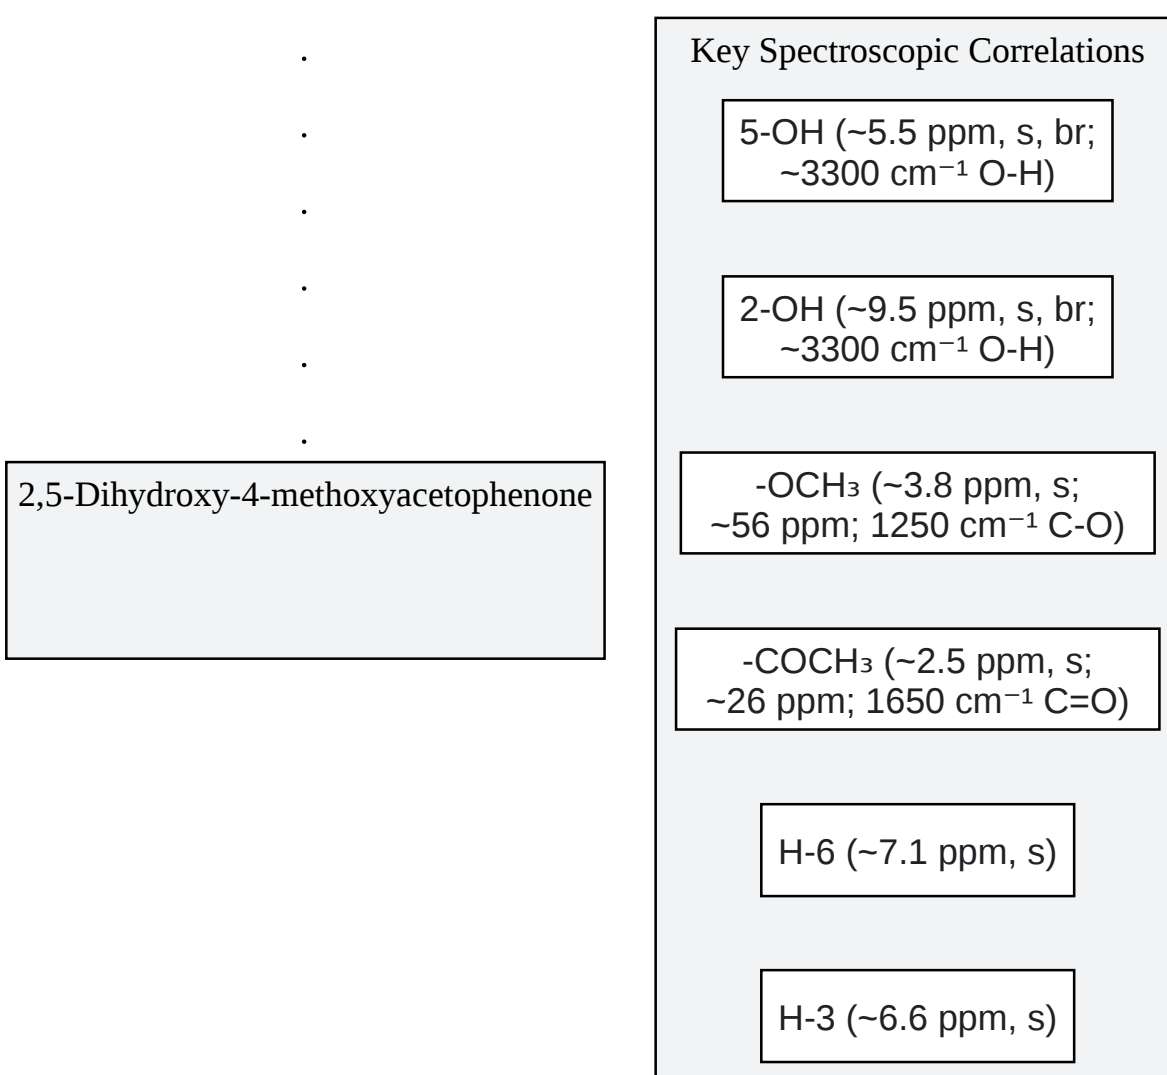 2,5-Dihydroxy-4-methoxyacetophenone
Key Spectroscopic Correlations
5-OH (~5.5 ppm, s, br;
~3300 cm⁻¹ O-H)
2-OH (~9.5 ppm, s, br;
~3300 cm⁻¹ O-H)
-OCH₃ (~3.8 ppm, s;
~56 ppm; 1250 cm⁻¹ C-O)
-COCH₃ (~2.5 ppm, s;
~26 ppm; 1650 cm⁻¹ C=O)
H-6 (~7.1 ppm, s)
H-3 (~6.6 ppm, s)